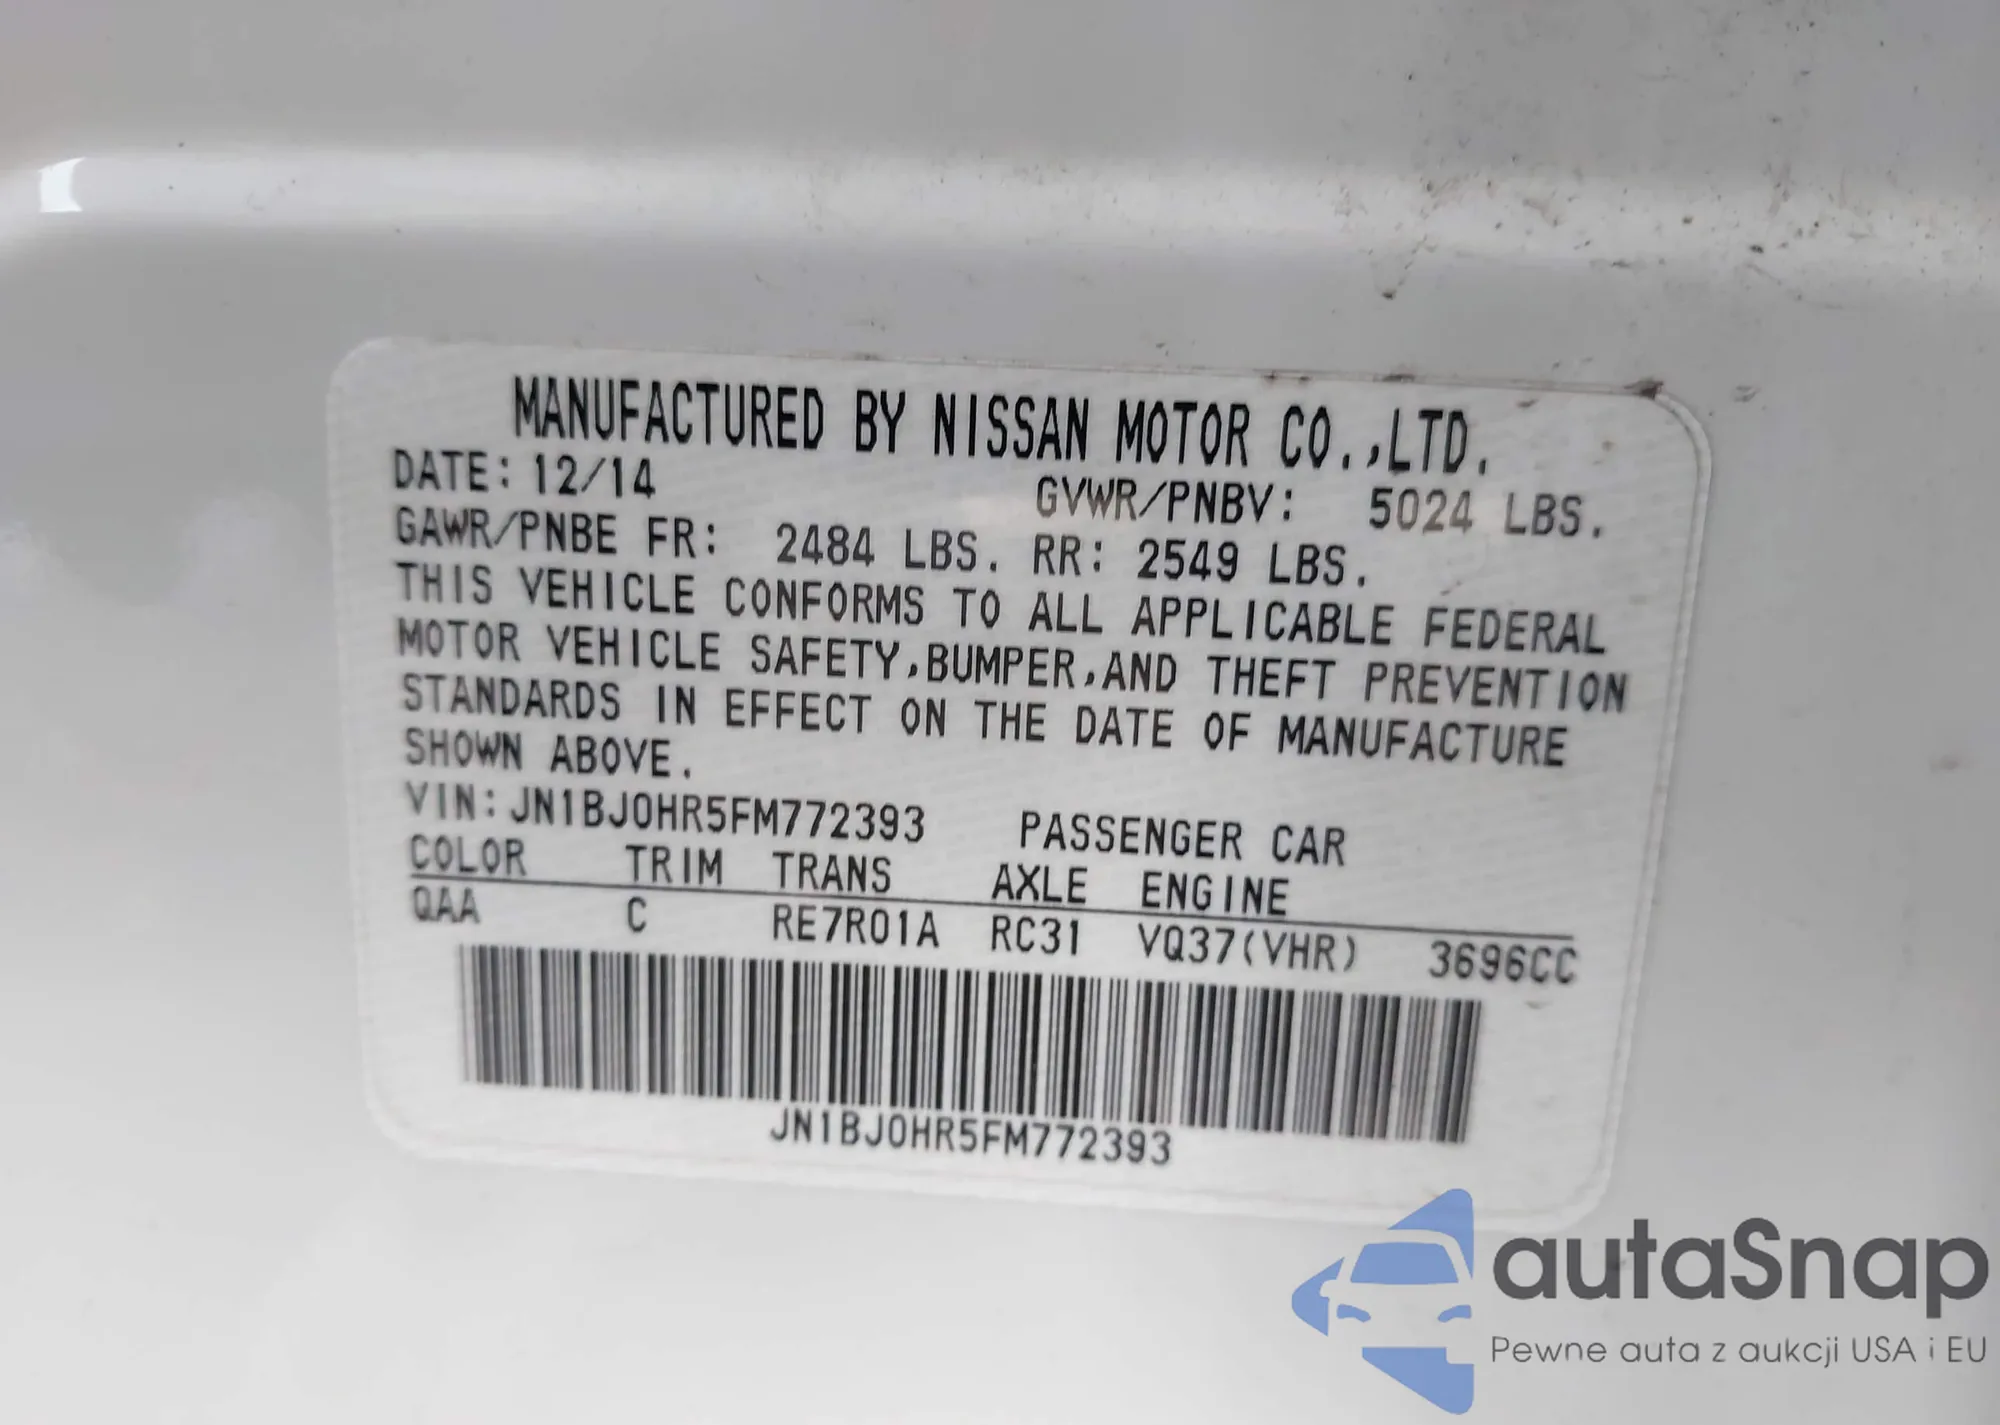 MANUFACTURED BY NISSAN MOTOR CO.,LTD.
DATE: 12/14 GVWR/PNBV: 5024 LBS.
GAWR/PNBE FR: 2484 LBS. RR: 2549 LBS.
THIS VEHICLE CONFORMS TO ALL APPLICABLE FEDERAL
MOTOR VEHICLE SAFETY,BUMPER,AND THEFT PREVENTION
STANDARDS IN EFFECT ON THE DATE OF MANUFACTURE
SHOWN ABOVE.
VIN: JN1BJ0HR5FM772393 PASSENGER CAR
COLOR TRIM TRANS AXLE ENGINE
QAA C RE7R01A RC31 VQ37(VHR) 3696CC
JN1BJ0HR5FM772393
autaSnap
Pewne auta z aukcji USA i EU